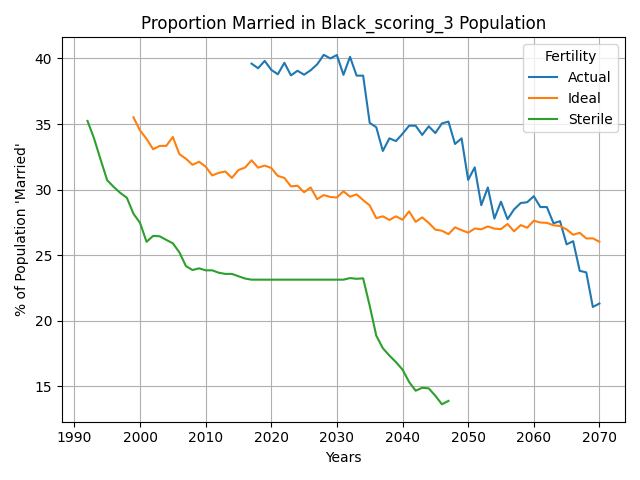 Proportion Married in Black_scoring_3 Population
% of Population 'Married'
40
35
30
25
20
15
Fertility
Actual
Ideal
Sterile
1990 2000 2010 2020 2030 2040 2050 2060 2070
Years